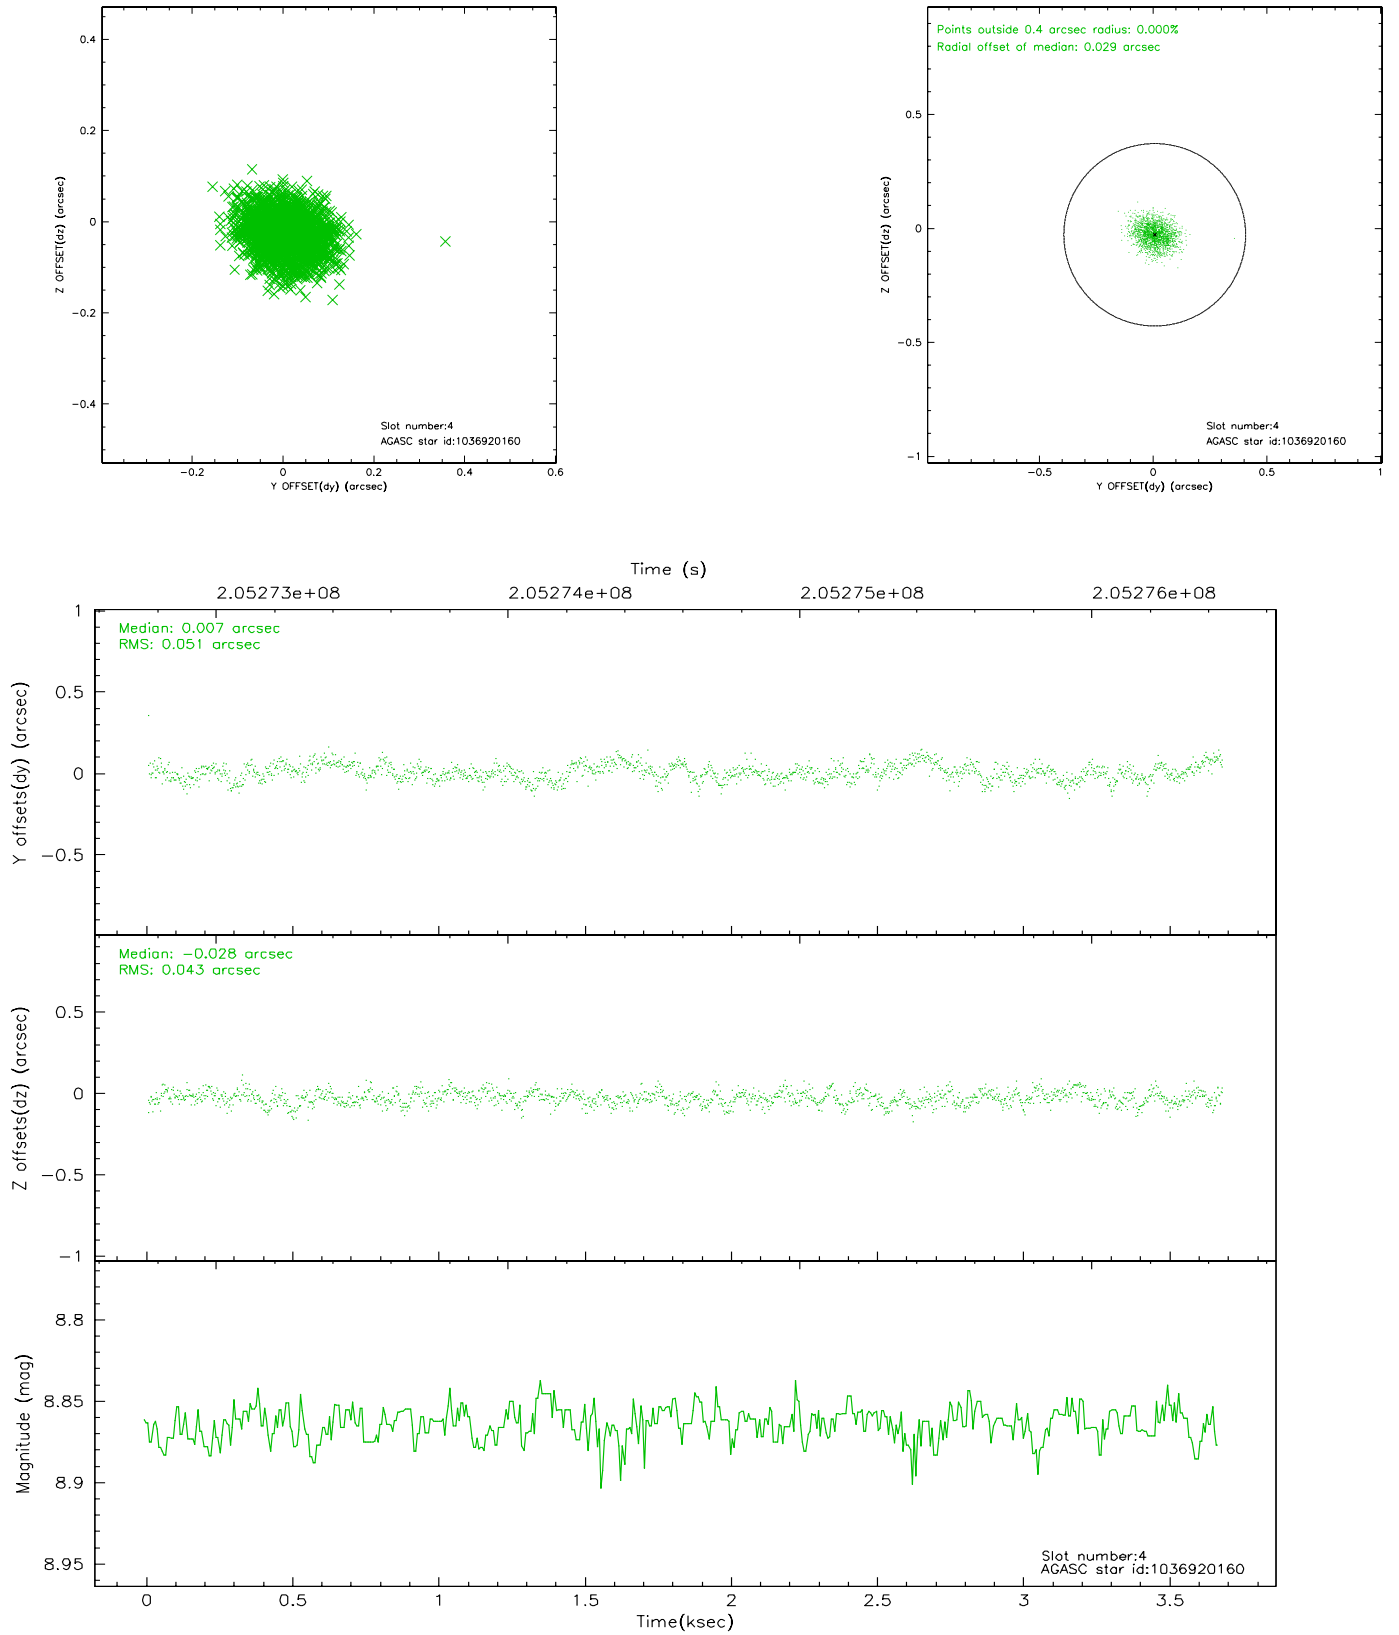 0.4
0.2
0
−0.2
−0.4
Z OFFSET(dz) (arcsec)
Slot number:4
AGASC star id:1036920160
−0.2 0 0.2 0.4 0.6
Y OFFSET(dy) (arcsec)
Points outside 0.4 arcsec radius: 0.000%
Radial offset of median: 0.029 arcsec
0.5
0
−0.5
−1
Z OFFSET(dz) (arcsec)
Slot number:4
AGASC star id:1036920160
−0.5 0 0.5 1
Y OFFSET(dy) (arcsec)
Time (s)
2.05273e+08 2.05274e+08 2.05275e+08 2.05276e+08
Median: 0.007 arcsec
RMS: 0.051 arcsec
1
0.5
0
−0.5
Y offsets(dy) (arcsec)
Median: −0.028 arcsec
RMS: 0.043 arcsec
0.5
0
−0.5
−1
Z offsets(dz) (arcsec)
8.8
8.85
8.9
8.95
Magnitude (mag)
Slot number:4
AGASC star id:1036920160
0 0.5 1 1.5 2 2.5 3 3.5
Time(ksec)